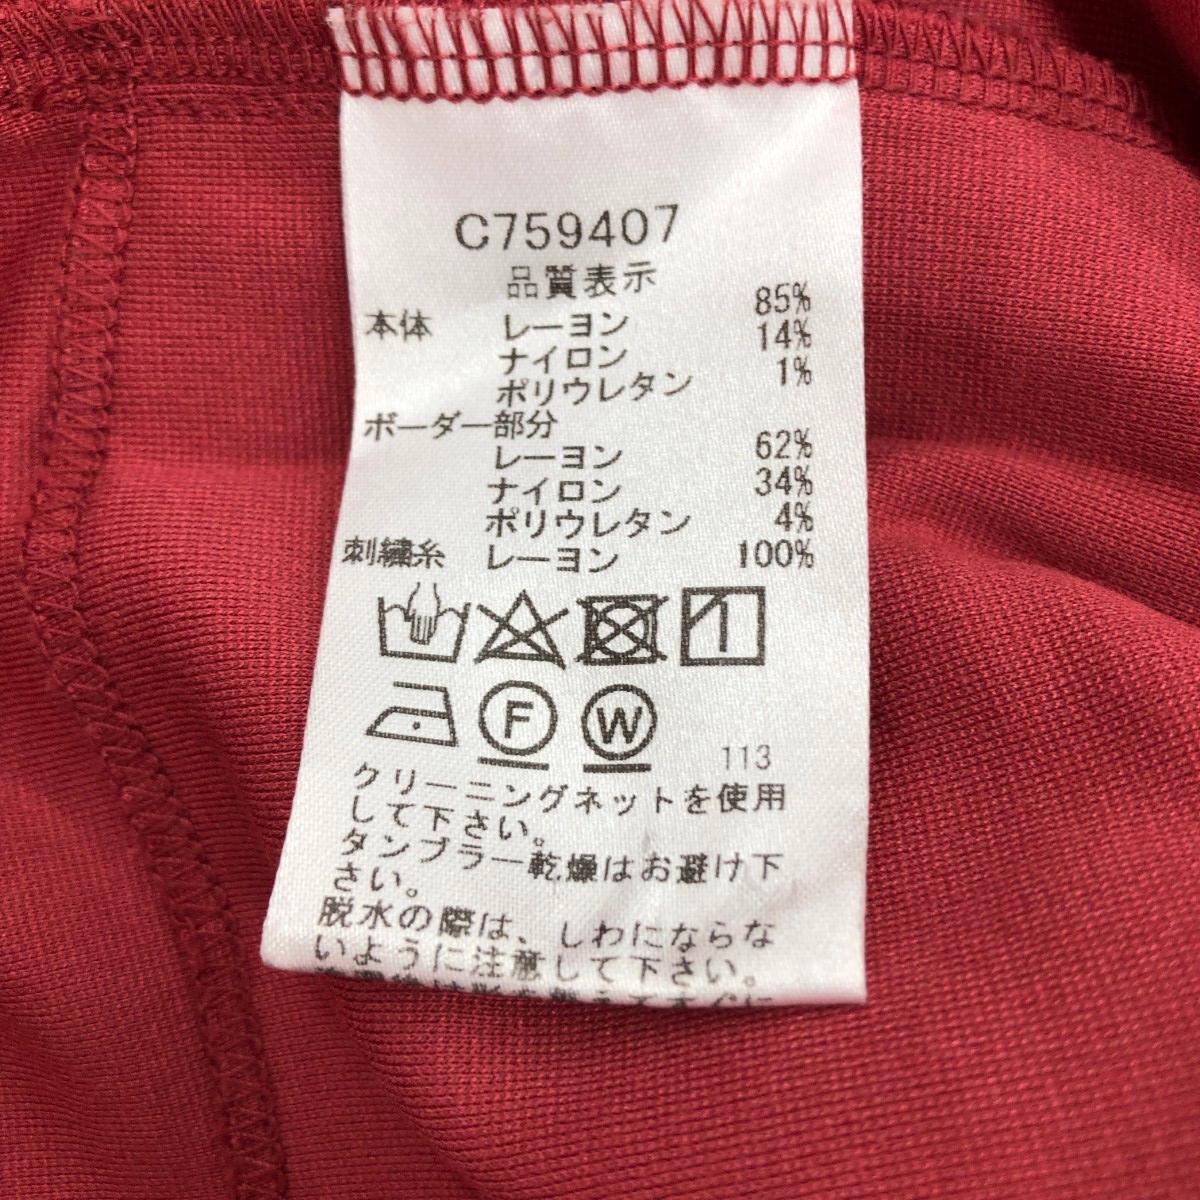 C759407
品質表示
本体 レーヨン 85%
ナイロン 14%
ポリウレタン 1%
ボーダー部分
レーヨン 62%
ナイロン 34%
ポリウレタン 4%
刺繍糸 レーヨン 100%
F W 113
クリーニングネットを使用
して下さい。
タンブラー乾燥はお避け下
さい。
脱水の際は、しわにならな
いように注意して下さい。